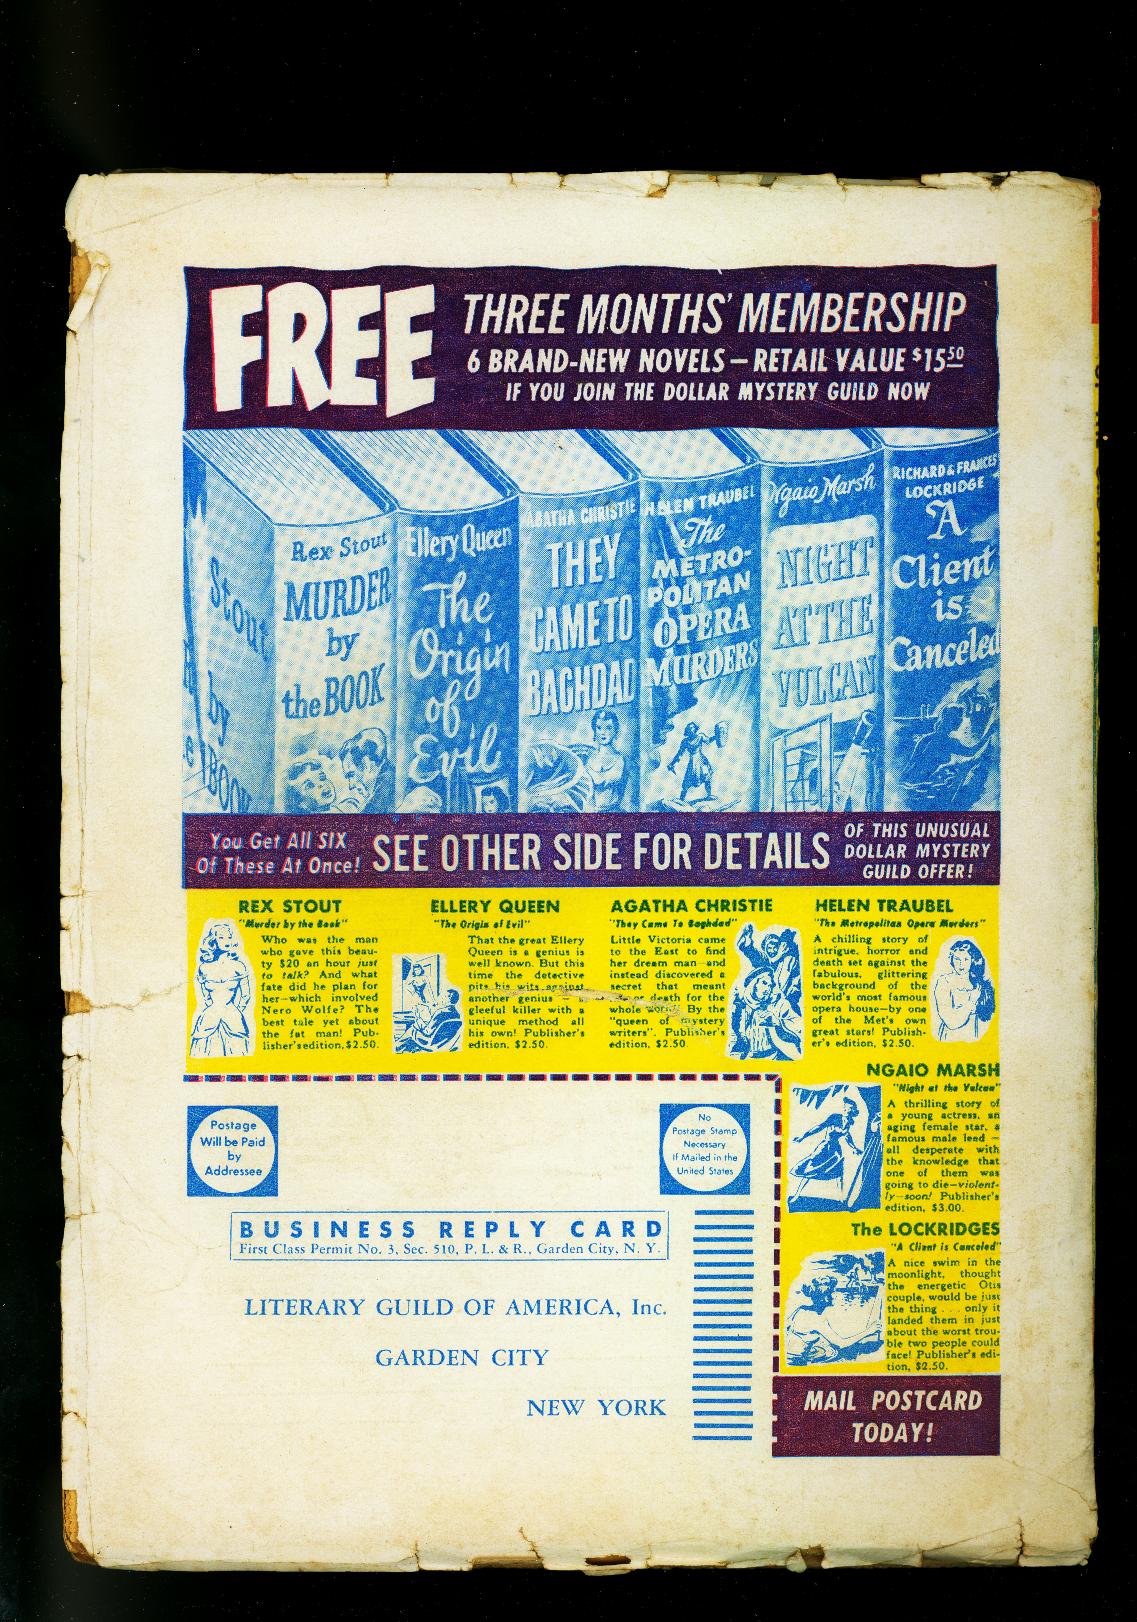 FREE
THREE MONTHS' MEMBERSHIP
6 BRAND-NEW NOVELS — RETAIL VALUE $15.50
IF YOU JOIN THE DOLLAR MYSTERY GUILD NOW
Stout
by
BOOK
Rex Stout
MURDER
by
the BOOK
Ellery Queen
The
Origin
of
Evil
AGATHA CHRISTIE
THEY
CAME TO
BAGHDAD
HELEN TRAUBEL
The
METRO-
POLITAN
OPERA
MURDERS
Ngaio Marsh
NIGHT
AT THE
VULCAN
RICHARD & FRANCES
LOCKRIDGE
A
Client
is
Canceled
You Get All SIX
Of These At Once!
SEE OTHER SIDE FOR DETAILS
OF THIS UNUSUAL
DOLLAR MYSTERY
GUILD OFFER!
REX STOUT
"Murder by the Book"
Who was the man
who gave this beau-
ty $20 an hour just
to talk? And what
fate did he plan for
her—which involved
Nero Wolfe? The
best tale yet about
the fat man! Pub-
lisher's edition, $2.50.
ELLERY QUEEN
"The Origin of Evil"
That the great Ellery
Queen is a genius is
well known. But this
time the detective
pits his wits against
another genius — a
gleeful killer with a
unique method all
his own! Publisher's
edition, $2.50.
AGATHA CHRISTIE
"They Came To Baghdad"
Little Victoria came
to the East to find
her dream man—and
instead discovered a
secret that meant
life or death for the
whole world. By the
"queen of mystery
writers". Publisher's
edition, $2.50.
HELEN TRAUBEL
"The Metropolitan Opera Murders"
A chilling story of
intrigue, horror and
death set against the
fabulous, glittering
background of the
world's most famous
opera house—by one
of the Met's own
great stars! Publish-
er's edition, $2.50.
NGAIO MARSH
"Night at the Vulcan"
A thrilling story of
a young actress, an
aging female star, a
famous male lead —
all desperate with
the knowledge that
one of them was
going to die—violent-
ly—soon! Publisher's
edition, $3.00.
The LOCKRIDGES
"A Client is Canceled"
A nice swim in the
moonlight, thought
the energetic Otis
couple, would be just
the thing . . . only it
landed them in just
about the worst trou-
ble two people could
face! Publisher's edi-
tion, $2.50.
Postage
Will be Paid
by
Addressee
No
Postage Stamp
Necessary
If Mailed in the
United States
BUSINESS REPLY CARD
First Class Permit No. 3, Sec. 510, P. L. & R., Garden City, N. Y.
LITERARY GUILD OF AMERICA, Inc.
GARDEN CITY
NEW YORK
MAIL POSTCARD
TODAY!